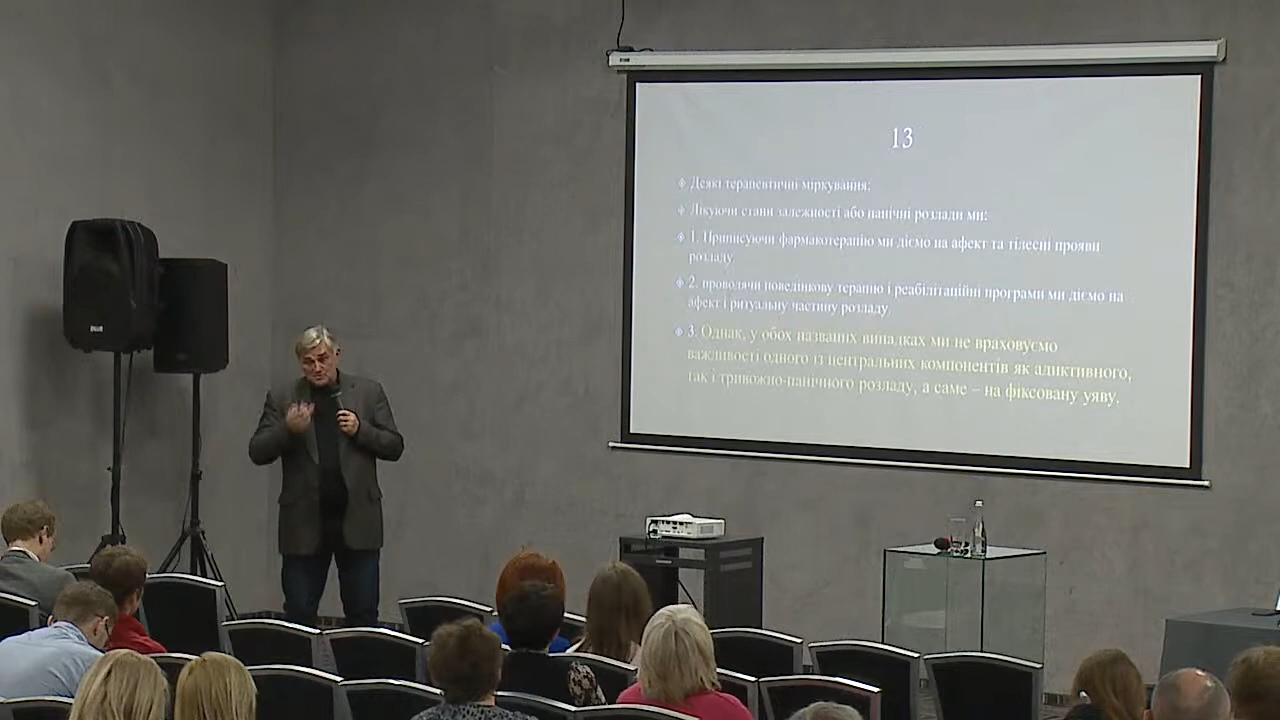 13
Деякі терапевтичні міркування:
Лікуючи стани залежності або панічні розлади ми:
1. Приписуючи фармакотерапію ми діємо на афект та тілесні прояви
розладу.
2. проводячи поведінкову терапію і реабілітаційні програми ми діємо на
афект і ритуальну частину розладу.
3. Однак, у обох названих випадках ми не враховуємо
важливості одного із центральних компонентів як адиктивного,
так і тривожно-панічного розладу, а саме – на фіксовану уяву.